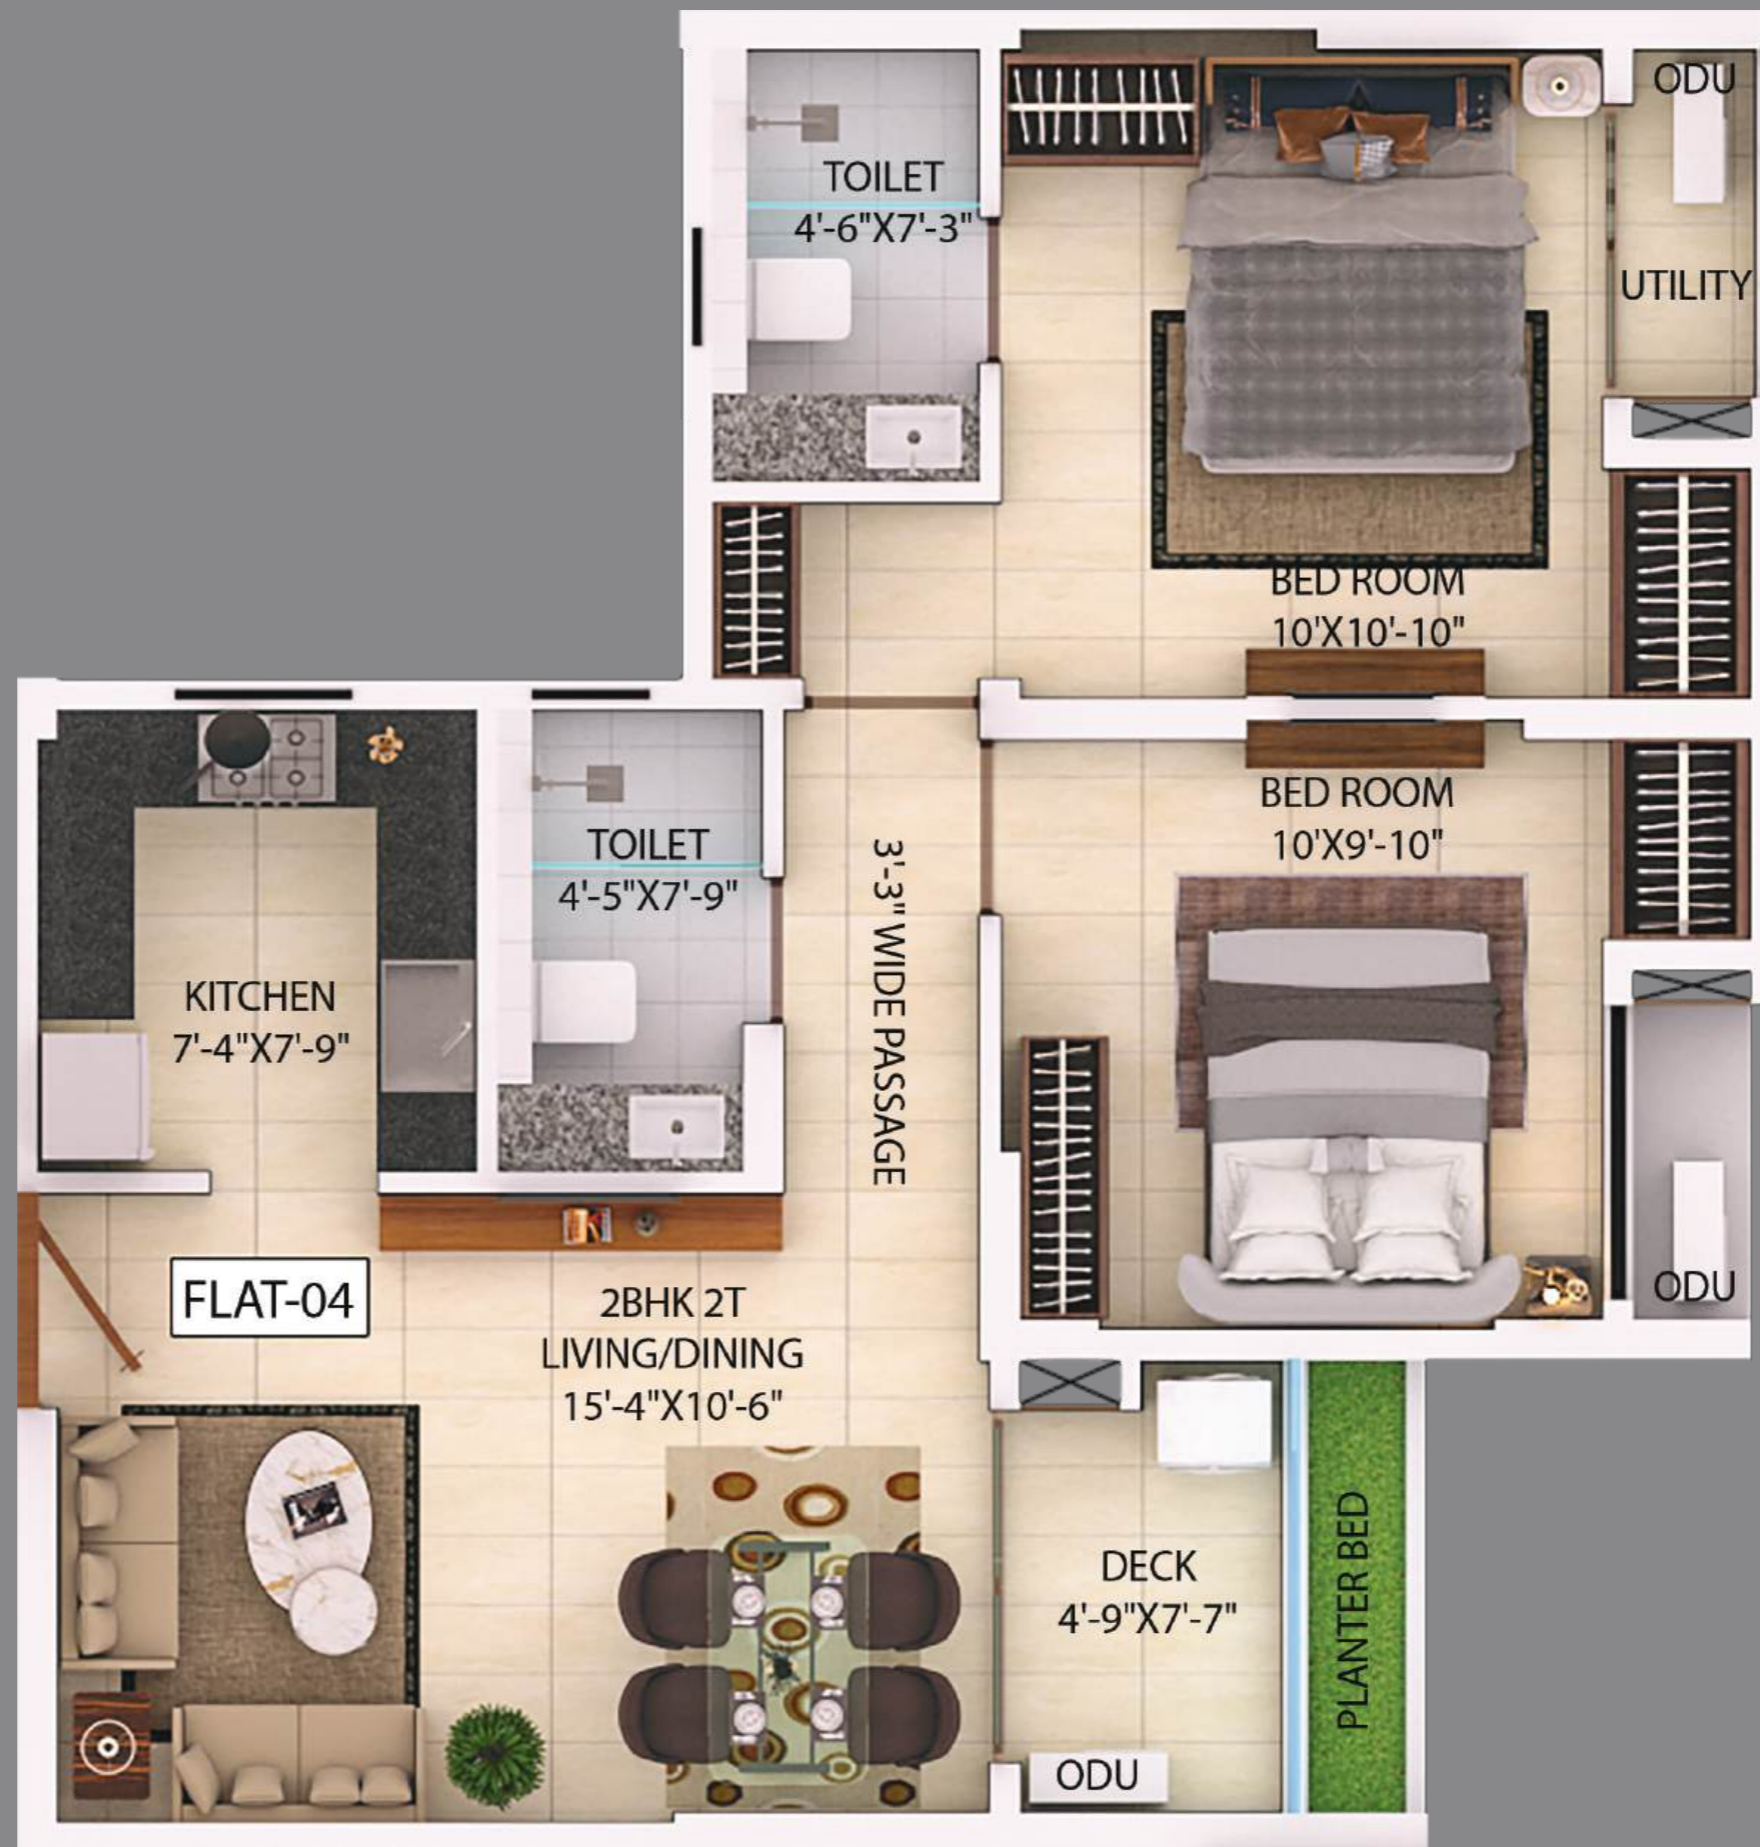 ODU
TOILET
4'-6"X7'-3"
UTILITY
BED ROOM
10'X10'-10"
BED ROOM
10'X9'-10"
TOILET
4'-5"X7'-9"
3'-3" WIDE PASSAGE
KITCHEN
7'-4"X7'-9"
ODU
FLAT-04
2BHK 2T
LIVING/DINING
15'-4"X10'-6"
DECK
4'-9"X7'-7"
PLANTER BED
ODU